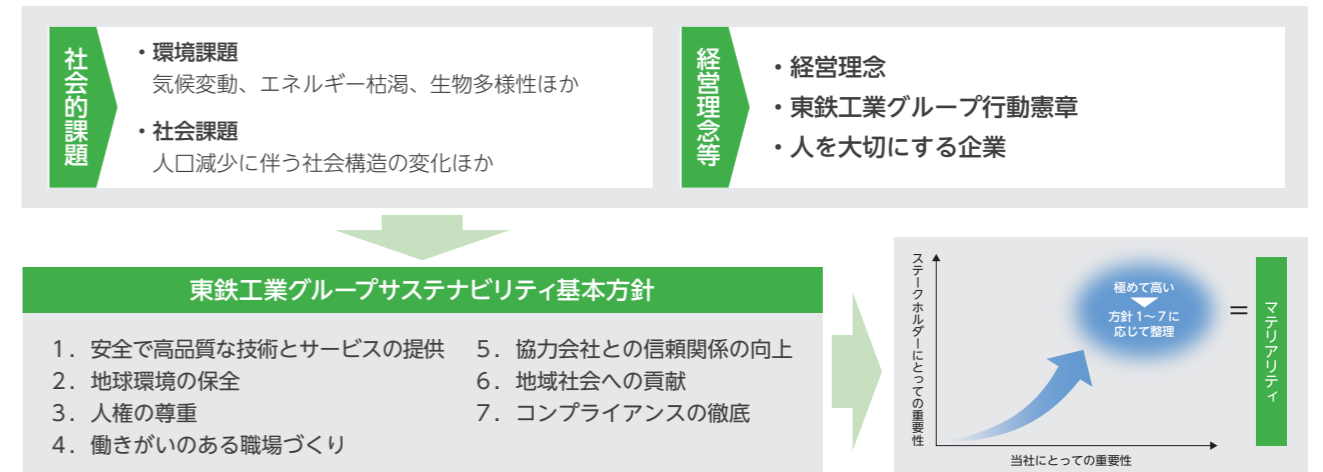 社会的課題
・環境課題
気候変動、エネルギー枯渇、生物多様性ほか
・社会課題
人口減少に伴う社会構造の変化ほか
経営理念等
・経営理念
・東鉄工業グループ行動憲章
・人を大切にする企業
東鉄工業グループサステナビリティ基本方針
1．安全で高品質な技術とサービスの提供
2．地球環境の保全
3．人権の尊重
4．働きがいのある職場づくり
5．協力会社との信頼関係の向上
6．地域社会への貢献
7．コンプライアンスの徹底
ステークホルダーにとっての重要性
極めて高い
方針1～7に
応じて整理
当社にとっての重要性
＝
マテリアリティ